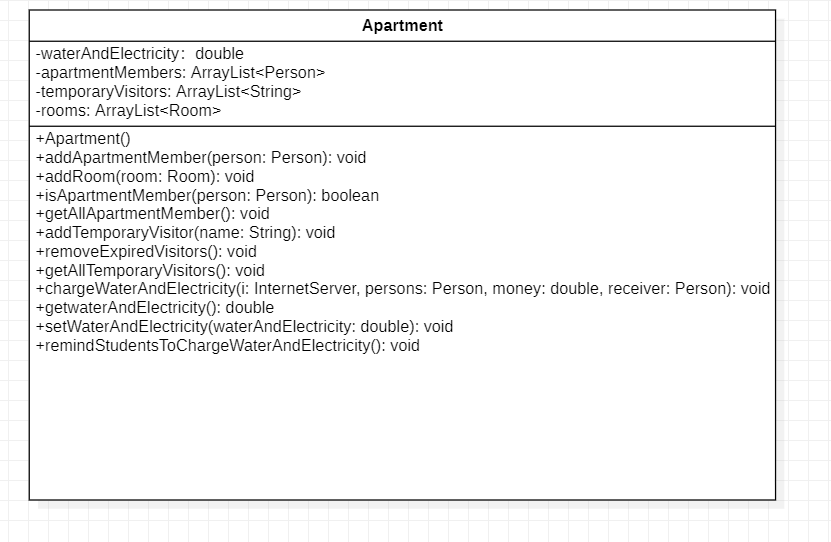 Apartment
-waterAndElectricity： double
-apartmentMembers: ArrayList<Person>
-temporaryVisitors: ArrayList<String>
-rooms: ArrayList<Room>
+Apartment()
+addApartmentMember(person: Person): void
+addRoom(room: Room): void
+isApartmentMember(person: Person): boolean
+getAllApartmentMember(): void
+addTemporaryVisitor(name: String): void
+removeExpiredVisitors(): void
+getAllTemporaryVisitors(): void
+chargeWaterAndElectricity(i: InternetServer, persons: Person, money: double, receiver: Person): void
+getwaterAndElectricity(): double
+setWaterAndElectricity(waterAndElectricity: double): void
+remindStudentsToChargeWaterAndElectricity(): void